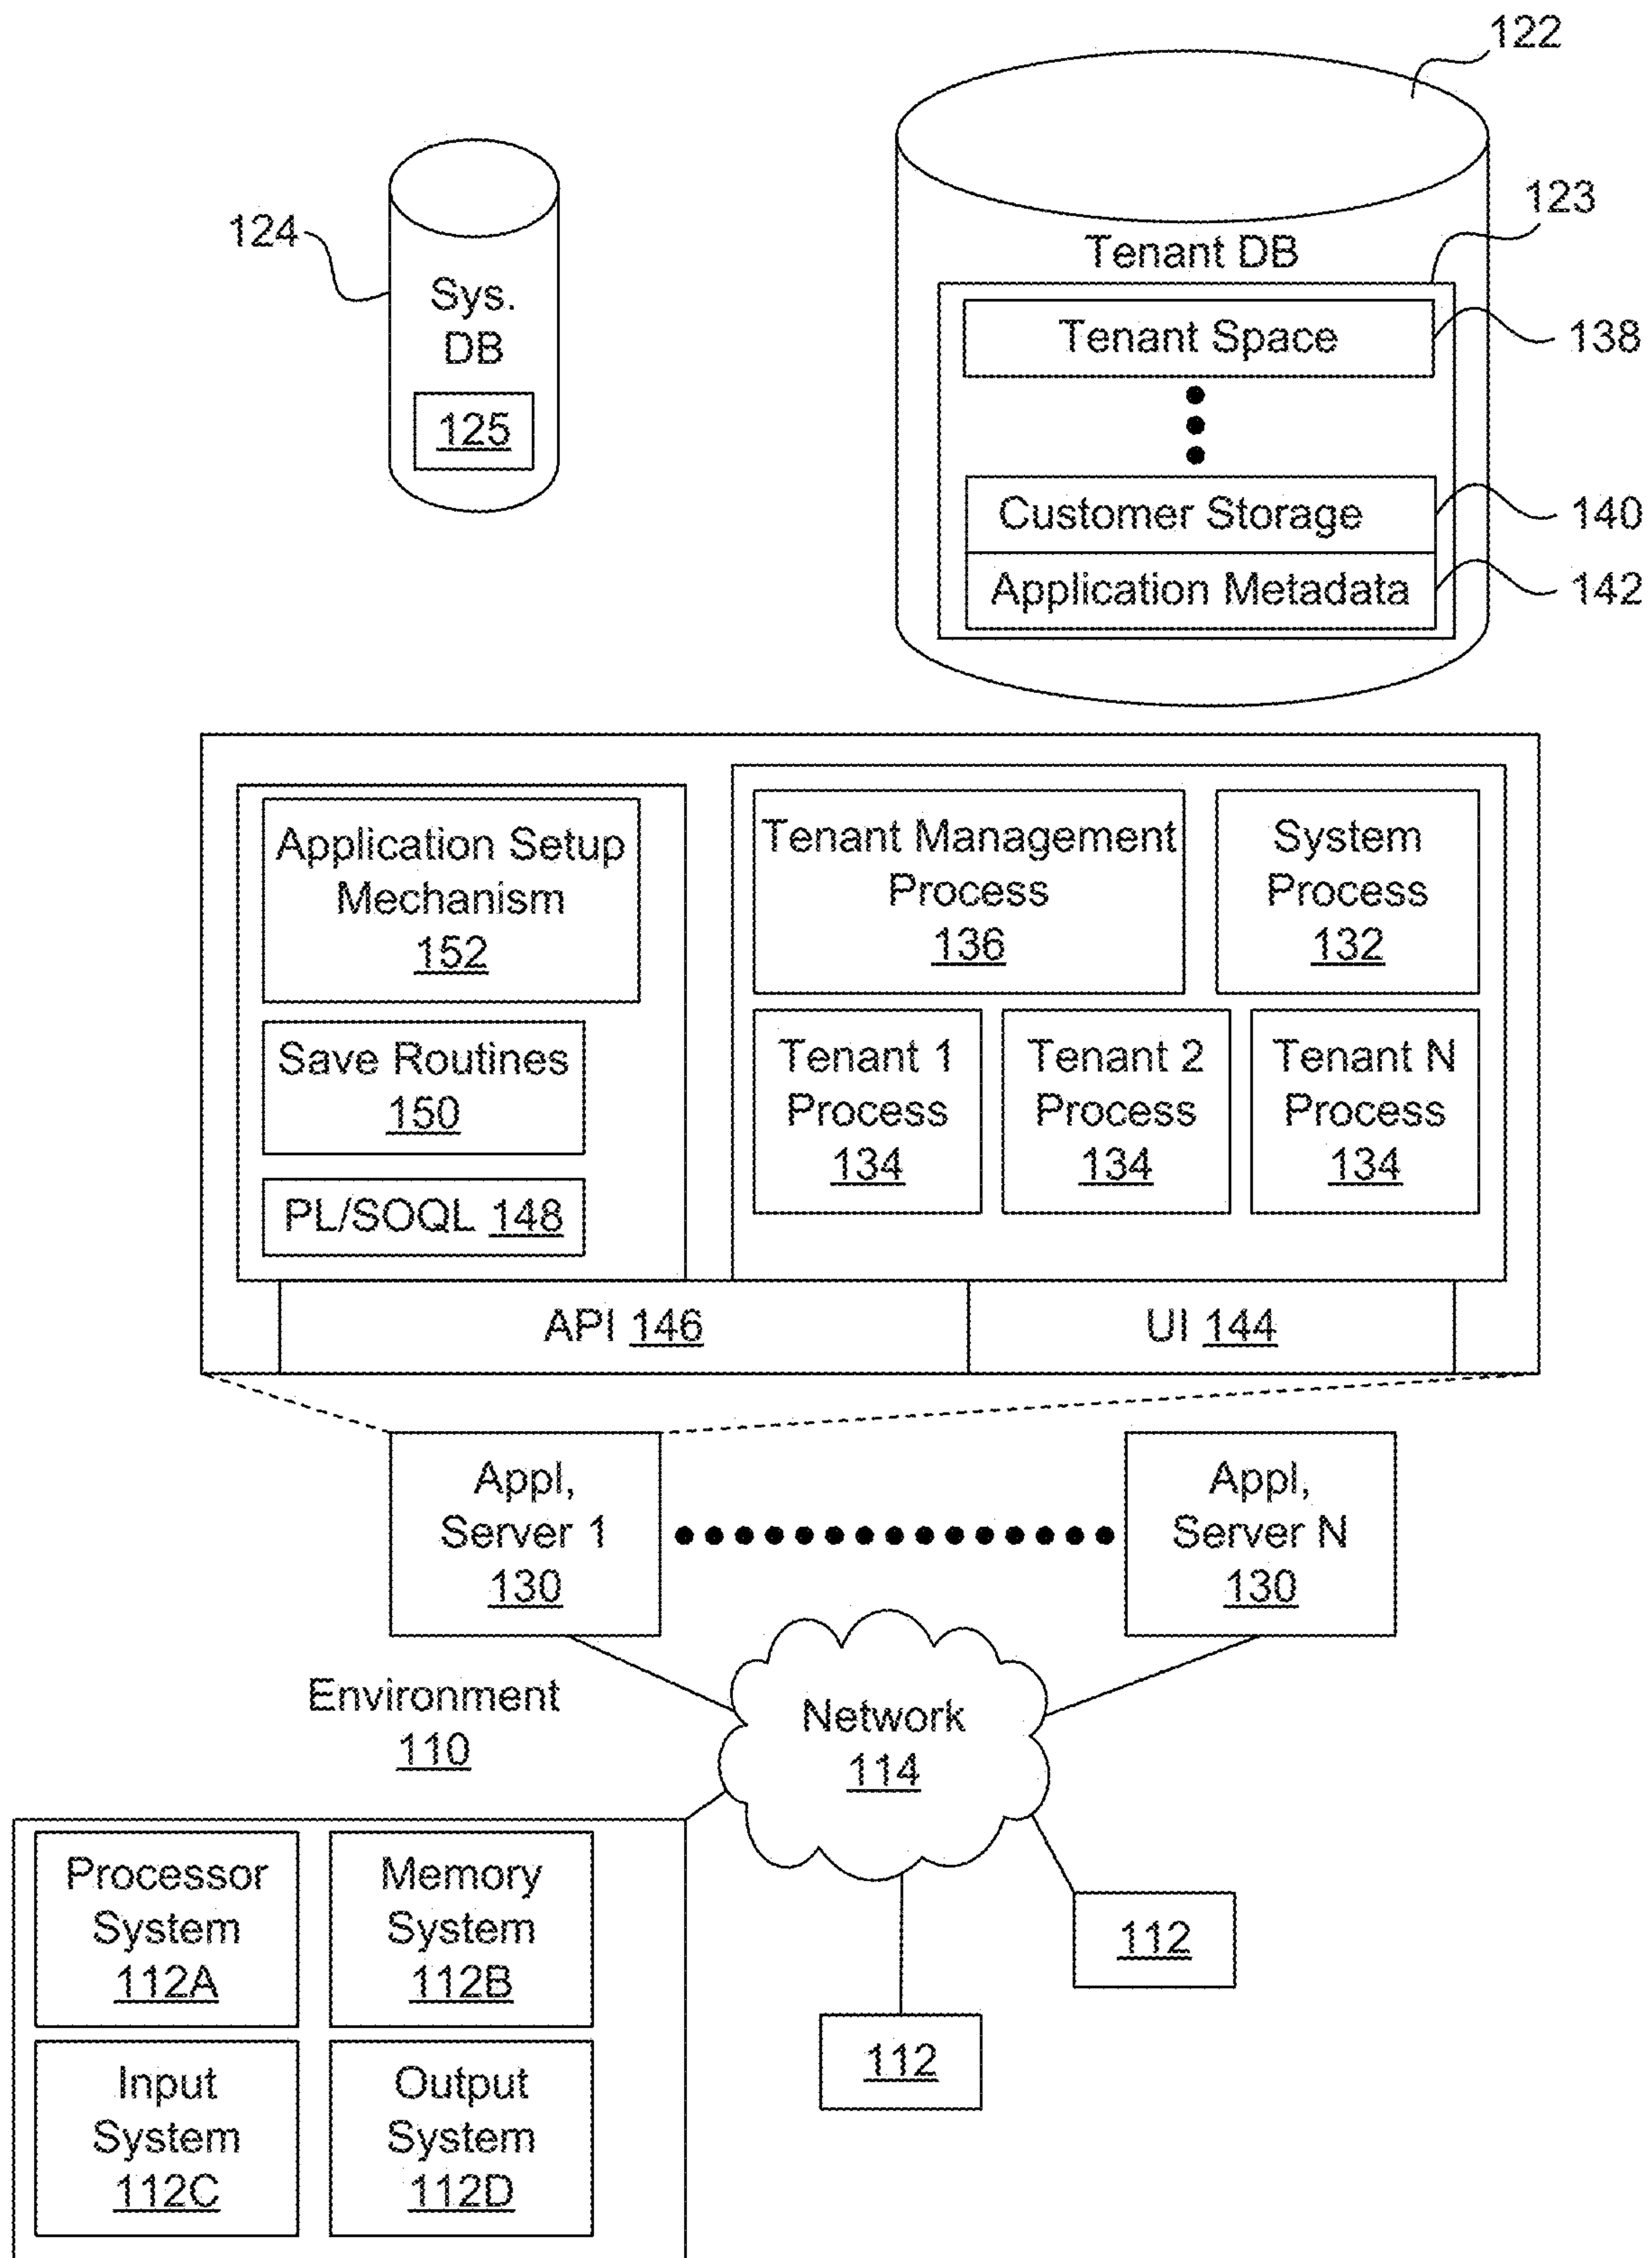 122
124
Sys.
DB
125
Tenant DB
123
Tenant Space
138
Customer Storage
140
Application Metadata
142
Application Setup
Mechanism
152
Save Routines
150
PL/SOQL 148
Tenant Management
Process
136
System
Process
132
Tenant 1
Process
134
Tenant 2
Process
134
Tenant N
Process
134
API 146
UI 144
Appl,
Server 1
130
Appl,
Server N
130
Environment
110
Network
114
Processor
System
112A
Memory
System
112B
Input
System
112C
Output
System
112D
112
112